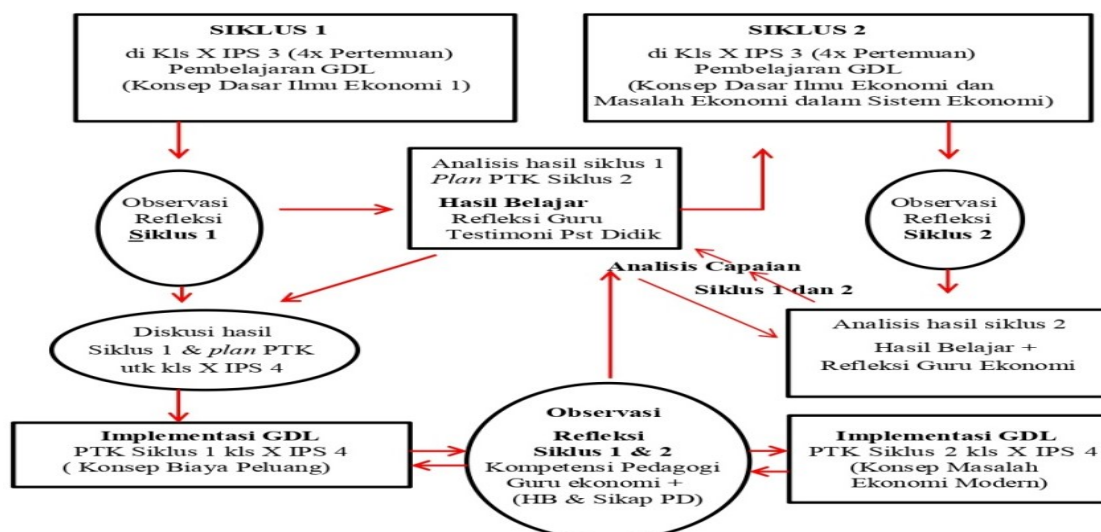 SIKLUS 1
di Kls X IPS 3 (4x Pertemuan)
Pembelajaran GDL
(Konsep Dasar Ilmu Ekonomi 1)
SIKLUS 2
di Kls X IPS 3 (4x Pertemuan)
Pembelajaran GDL
(Konsep Dasar Ilmu Ekonomi dan
Masalah Ekonomi dalam Sistem Ekonomi)
Observasi
Refleksi
Siklus 1
Analisis hasil siklus 1
Plan PTK Siklus 2
Hasil Belajar
Refleksi Guru
Testimoni Pst Didik
Observasi
Refleksi
Siklus 2
Analisis Capaian
Siklus 1 dan 2
Diskusi hasil
Siklus 1 & plan PTK
utk kls X IPS 4
Analisis hasil siklus 2
Hasil Belajar +
Refleksi Guru Ekonomi
Implementasi GDL
PTK Siklus 1 kls X IPS 4
( Konsep Biaya Peluang)
Observasi
Refleksi
Siklus 1 & 2
Kompetensi Pedagogi
Guru ekonomi +
(HB & Sikap PD)
Implementasi GDL
PTK Siklus 2 kls X IPS 4
(Konsep Masalah
Ekonomi Modern)